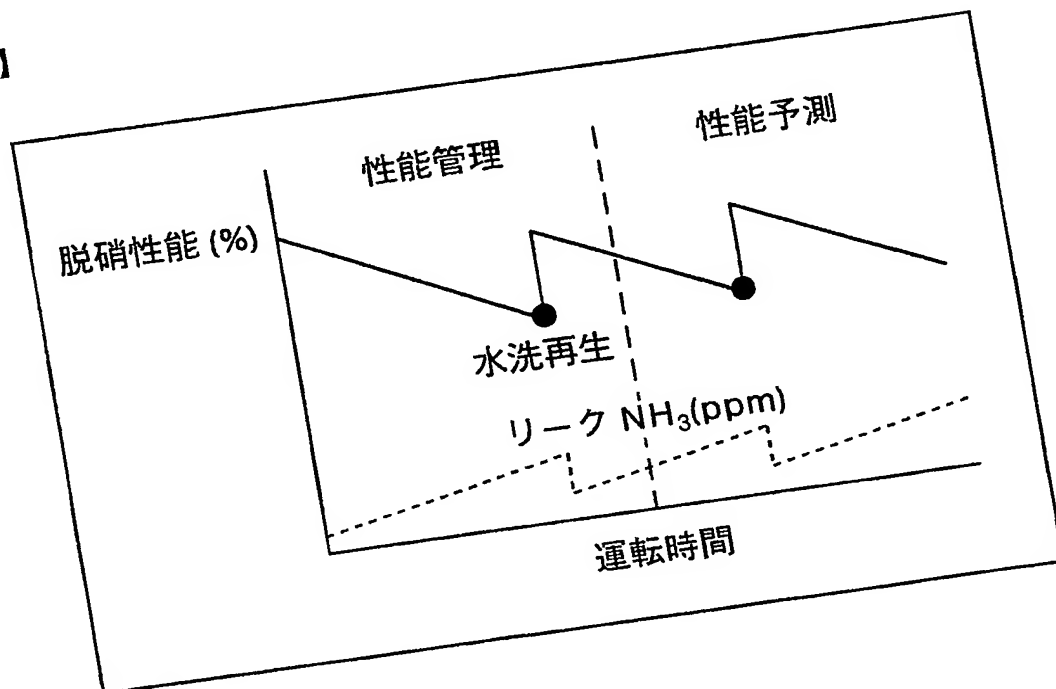 】
性能管理
性能予測
脱硝性能 (%)
水洗再生
リーク NH₃(ppm)
運転時間